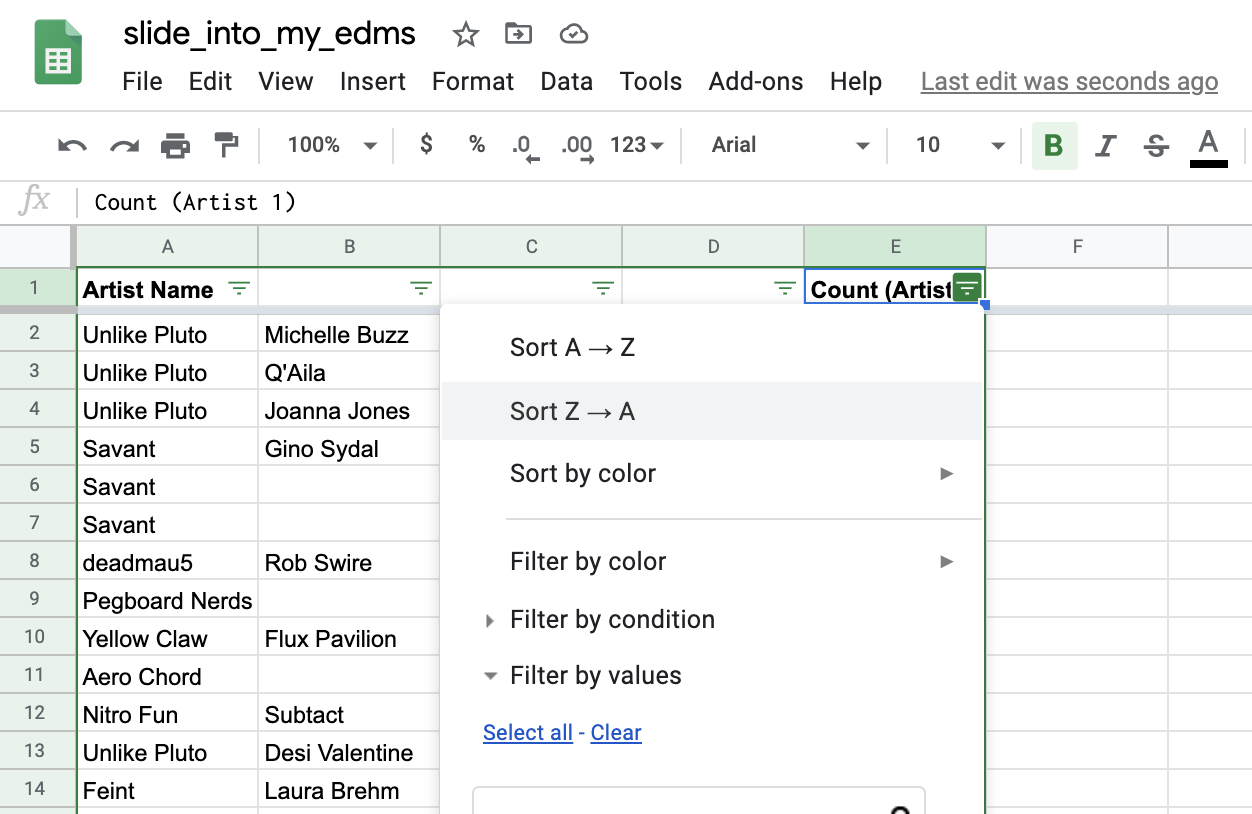 slide_into_my_edms
File Edit View Insert Format Data Tools Add-ons Help Last edit was seconds ago
100% $ % .0 .00 123 Arial 10 B I S A
fx Count (Artist 1)
A B C D E F
1 Artist Name Count (Artist
2 Unlike Pluto Michelle Buzz
3 Unlike Pluto Q'Aila
4 Unlike Pluto Joanna Jones
5 Savant Gino Sydal
6 Savant
7 Savant
8 deadmau5 Rob Swire
9 Pegboard Nerds
10 Yellow Claw Flux Pavilion
11 Aero Chord
12 Nitro Fun Subtact
13 Unlike Pluto Desi Valentine
14 Feint Laura Brehm
Sort A → Z
Sort Z → A
Sort by color
Filter by color
Filter by condition
Filter by values
Select all - Clear